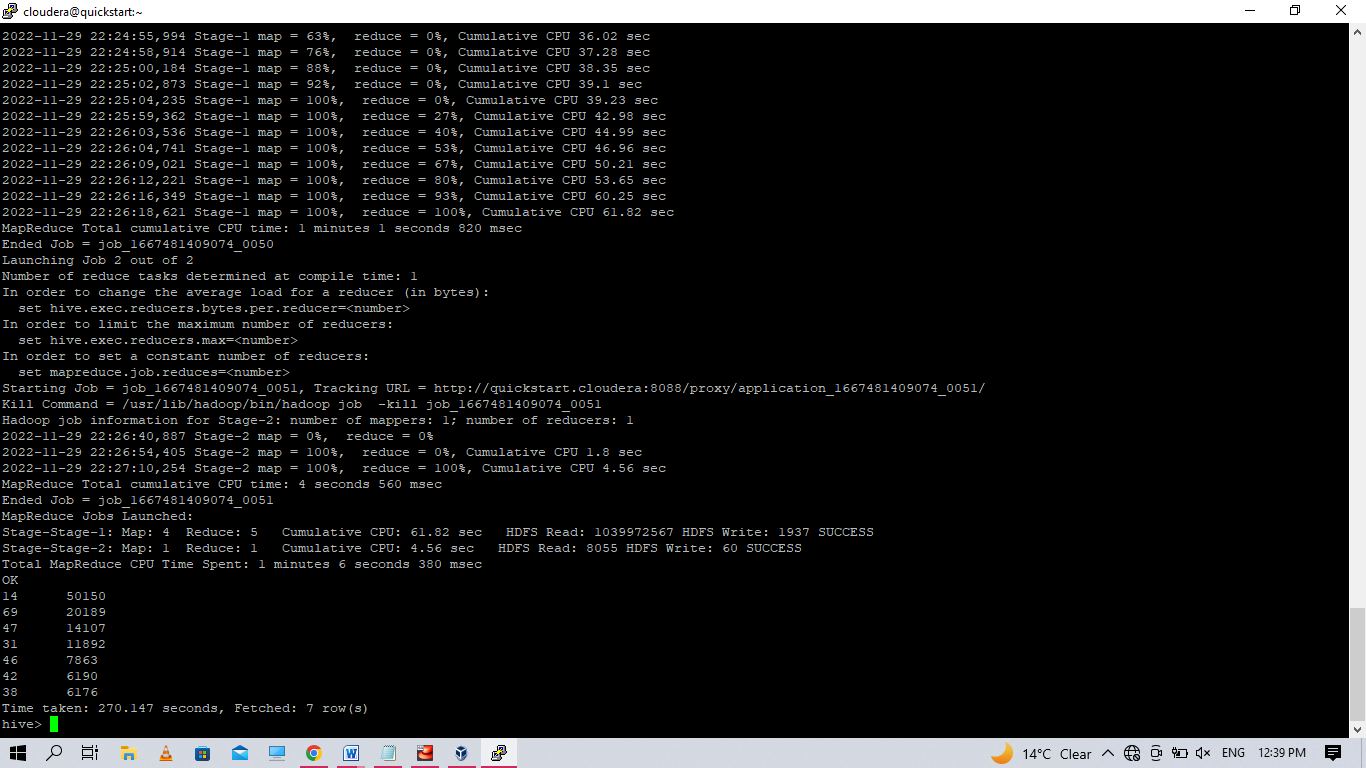 cloudera@quickstart:~
2022-11-29 22:24:55,994 Stage-1 map = 63%,  reduce = 0%, Cumulative CPU 36.02 sec
2022-11-29 22:24:58,914 Stage-1 map = 76%,  reduce = 0%, Cumulative CPU 37.28 sec
2022-11-29 22:25:00,184 Stage-1 map = 88%,  reduce = 0%, Cumulative CPU 38.35 sec
2022-11-29 22:25:02,873 Stage-1 map = 92%,  reduce = 0%, Cumulative CPU 39.1 sec
2022-11-29 22:25:04,235 Stage-1 map = 100%,  reduce = 0%, Cumulative CPU 39.23 sec
2022-11-29 22:25:59,362 Stage-1 map = 100%,  reduce = 27%, Cumulative CPU 42.98 sec
2022-11-29 22:26:03,536 Stage-1 map = 100%,  reduce = 40%, Cumulative CPU 44.99 sec
2022-11-29 22:26:04,741 Stage-1 map = 100%,  reduce = 53%, Cumulative CPU 46.96 sec
2022-11-29 22:26:09,021 Stage-1 map = 100%,  reduce = 67%, Cumulative CPU 50.21 sec
2022-11-29 22:26:12,221 Stage-1 map = 100%,  reduce = 80%, Cumulative CPU 53.65 sec
2022-11-29 22:26:16,349 Stage-1 map = 100%,  reduce = 93%, Cumulative CPU 60.25 sec
2022-11-29 22:26:18,621 Stage-1 map = 100%,  reduce = 100%, Cumulative CPU 61.82 sec
MapReduce Total cumulative CPU time: 1 minutes 1 seconds 820 msec
Ended Job = job_1667481409074_0050
Launching Job 2 out of 2
Number of reduce tasks determined at compile time: 1
In order to change the average load for a reducer (in bytes):
  set hive.exec.reducers.bytes.per.reducer=<number>
In order to limit the maximum number of reducers:
  set hive.exec.reducers.max=<number>
In order to set a constant number of reducers:
  set mapreduce.job.reduces=<number>
Starting Job = job_1667481409074_0051, Tracking URL = http://quickstart.cloudera:8088/proxy/application_1667481409074_0051/
Kill Command = /usr/lib/hadoop/bin/hadoop job  -kill job_1667481409074_0051
Hadoop job information for Stage-2: number of mappers: 1; number of reducers: 1
2022-11-29 22:26:40,887 Stage-2 map = 0%,  reduce = 0%
2022-11-29 22:26:54,405 Stage-2 map = 100%,  reduce = 0%, Cumulative CPU 1.8 sec
2022-11-29 22:27:10,254 Stage-2 map = 100%,  reduce = 100%, Cumulative CPU 4.56 sec
MapReduce Total cumulative CPU time: 4 seconds 560 msec
Ended Job = job_1667481409074_0051
MapReduce Jobs Launched:
Stage-Stage-1: Map: 4  Reduce: 5   Cumulative CPU: 61.82 sec   HDFS Read: 1039972567 HDFS Write: 1937 SUCCESS
Stage-Stage-2: Map: 1  Reduce: 1   Cumulative CPU: 4.56 sec   HDFS Read: 8055 HDFS Write: 60 SUCCESS
Total MapReduce CPU Time Spent: 1 minutes 6 seconds 380 msec
OK
14      50150
69      20189
47      14107
31      11892
46      7863
42      6190
38      6176
Time taken: 270.147 seconds, Fetched: 7 row(s)
hive>
14°C Clear ENG 12:39 PM